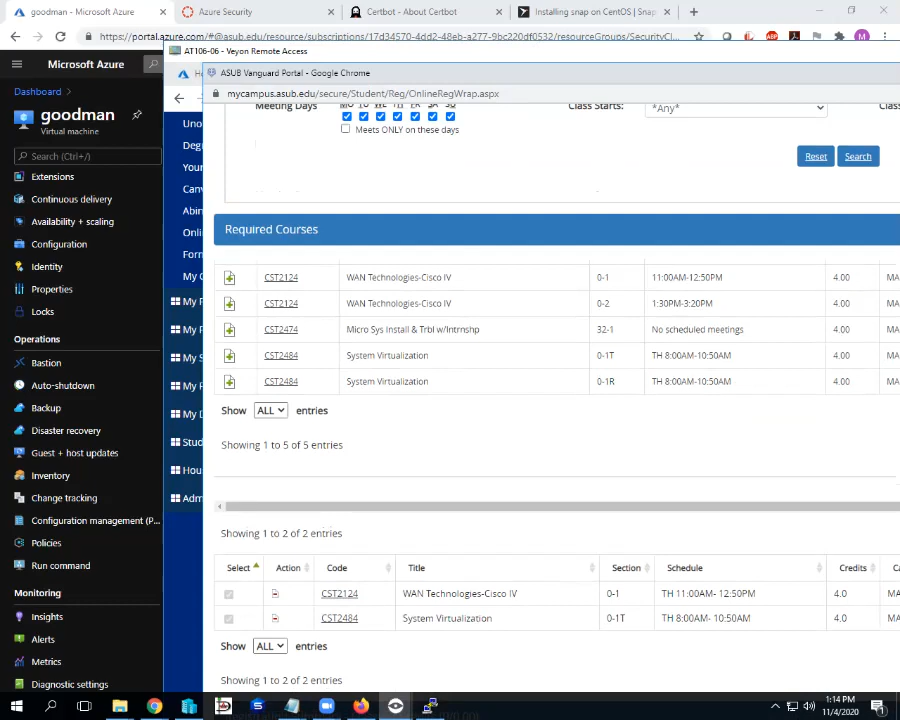 goodman - Microsoft Azure
Azure Security
Certbot - About Certbot
Installing snap on CentOS | Snap
https://portal.azure.com/#@asub.edu/resource/subscriptions/17d34570-4dd2-48eb-a277-9bc220df0532/resourceGroups/SecurityCl
Microsoft Azure
AT106-06 - Veyon Remote Access
ASUB Vanguard Portal - Google Chrome
mycampus.asub.edu/secure/Student/Reg/OnlineRegWrap.aspx
Dashboard >
goodman
Virtual machine
Search (Ctrl+/)
Extensions
Continuous delivery
Availability + scaling
Configuration
Identity
Properties
Locks
Operations
Bastion
Auto-shutdown
Backup
Disaster recovery
Guest + host updates
Inventory
Change tracking
Configuration management (P...
Policies
Run command
Monitoring
Insights
Alerts
Metrics
Diagnostic settings
Uno
Deg
Your
Canv
Abin
Onli
Form
My C
My F
My F
My S
My F
My D
Stud
Hou
Adm
Meeting Days
MO TU WE TH FR SA SU
Meets ONLY on these days
Class Starts:
*Any*
Clas
Reset
Search
Required Courses
CST2124 WAN Technologies-Cisco IV 0-1 11:00AM-12:50PM 4.00 MA
CST2124 WAN Technologies-Cisco IV 0-2 1:30PM-3:20PM 4.00 MA
CST2474 Micro Sys Install & Trbl w/Intrnshp 32-1 No scheduled meetings 4.00 MA
CST2484 System Virtualization 0-1T TH 8:00AM-10:50AM 4.00 MA
CST2484 System Virtualization 0-1R TH 8:00AM-10:50AM 4.00 MA
Show ALL entries
Showing 1 to 5 of 5 entries
Showing 1 to 2 of 2 entries
Select Action Code Title Section Schedule Credits Ca
CST2124 WAN Technologies-Cisco IV 0-1 TH 11:00AM- 12:50PM 4.0 MA
CST2484 System Virtualization 0-1T TH 8:00AM- 10:50AM 4.0 MA
Show ALL entries
Showing 1 to 2 of 2 entries
1:14 PM
11/4/2020